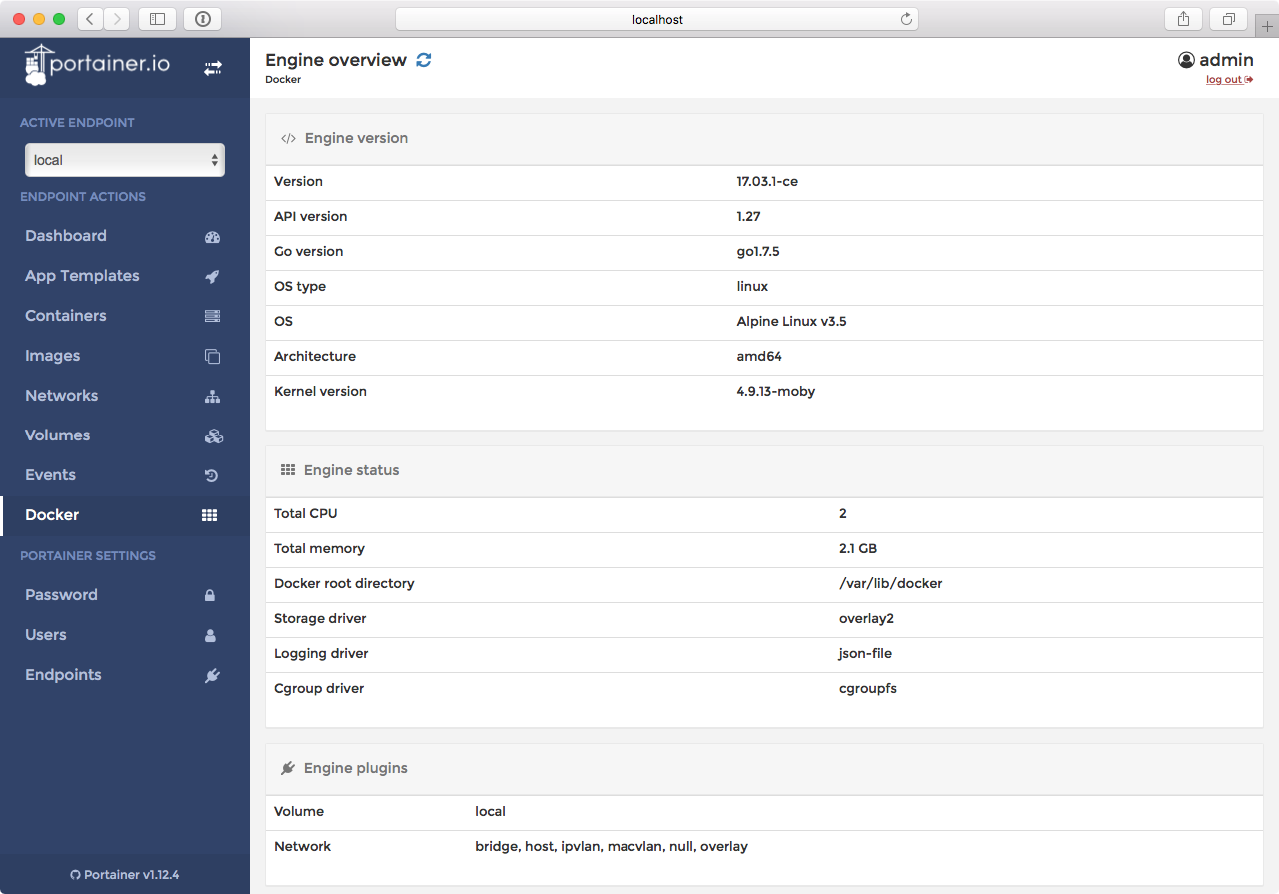 localhost
portainer.io
ACTIVE ENDPOINT
local
ENDPOINT ACTIONS
Dashboard
App Templates
Containers
Images
Networks
Volumes
Events
Docker
PORTAINER SETTINGS
Password
Users
Endpoints
Portainer v1.12.4
Engine overview
Docker
admin
log out
</> Engine version
Version 17.03.1-ce
API version 1.27
Go version go1.7.5
OS type linux
OS Alpine Linux v3.5
Architecture amd64
Kernel version 4.9.13-moby
Engine status
Total CPU 2
Total memory 2.1 GB
Docker root directory /var/lib/docker
Storage driver overlay2
Logging driver json-file
Cgroup driver cgroupfs
Engine plugins
Volume local
Network bridge, host, ipvlan, macvlan, null, overlay